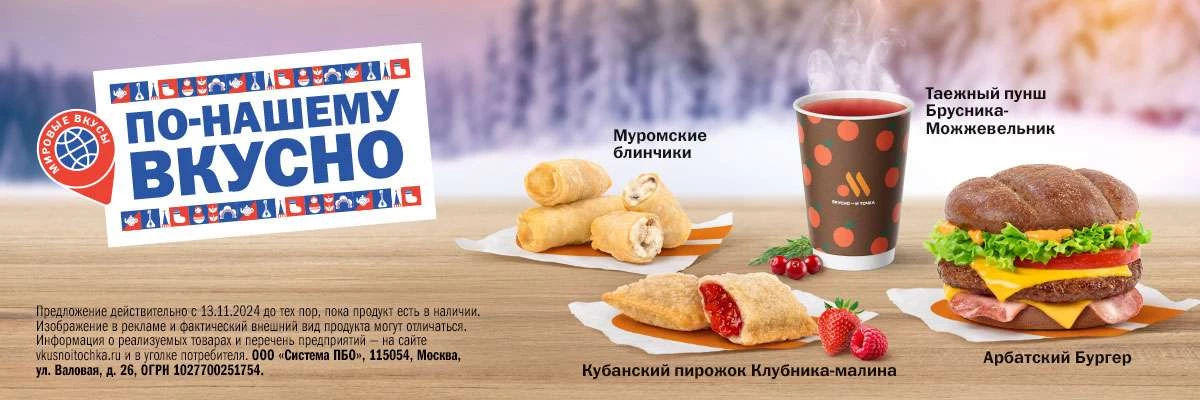 МИРОВЫЕ ВКУСЫ
ПО-НАШЕМУ
ВКУСНО
Муромские
блинчики
Таежный пунш
Брусника-
Можжевельник
ВКУСНО—И ТОЧКА
Предложение действительно с 13.11.2024 до тех пор, пока продукт есть в наличии.
Изображение в рекламе и фактический внешний вид продукта могут отличаться.
Информация о реализуемых товарах и перечень предприятий — на сайте
vkusnoitochka.ru и в уголке потребителя. ООО «Система ПБО», 115054, Москва,
ул. Валовая, д. 26, ОГРН 1027700251754.
Кубанский пирожок Клубника-малина
Арбатский Бургер